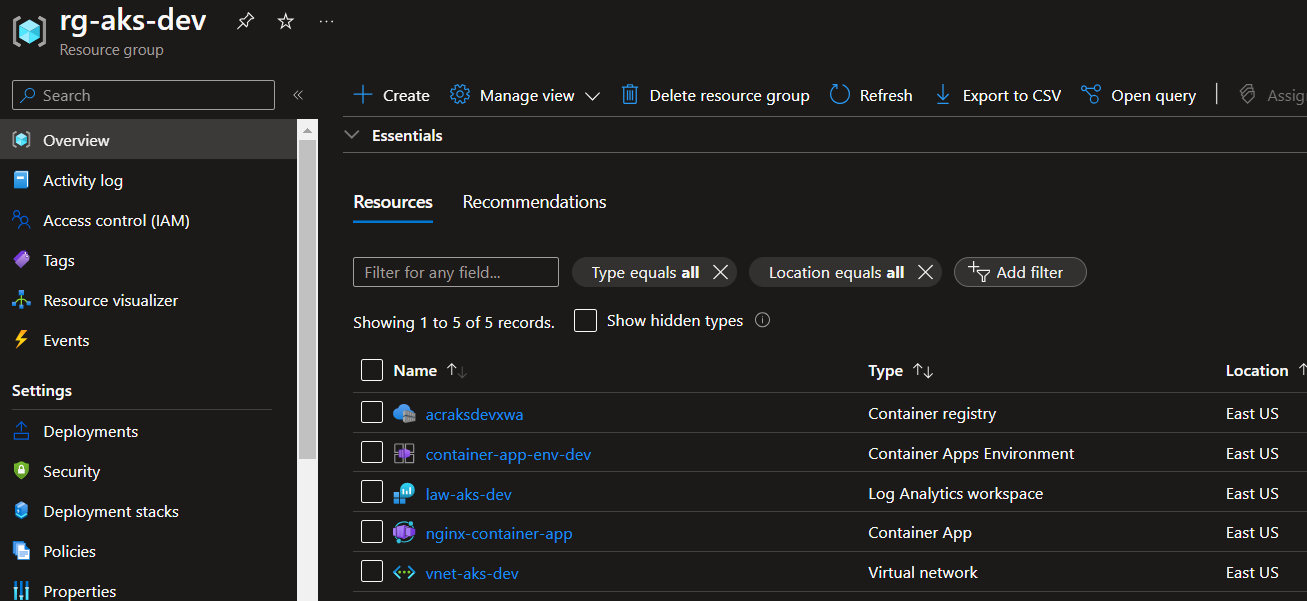 rg-aks-dev
Resource group
Search
Create Manage view Delete resource group Refresh Export to CSV Open query
Essentials
Overview
Activity log
Access control (IAM)
Tags
Resource visualizer
Events
Settings
Deployments
Security
Deployment stacks
Policies
Properties
Resources Recommendations
Filter for any field... Type equals all Location equals all Add filter
Showing 1 to 5 of 5 records. Show hidden types
Name Type Location
acraksdevxwa Container registry East US
container-app-env-dev Container Apps Environment East US
law-aks-dev Log Analytics workspace East US
nginx-container-app Container App East US
vnet-aks-dev Virtual network East US